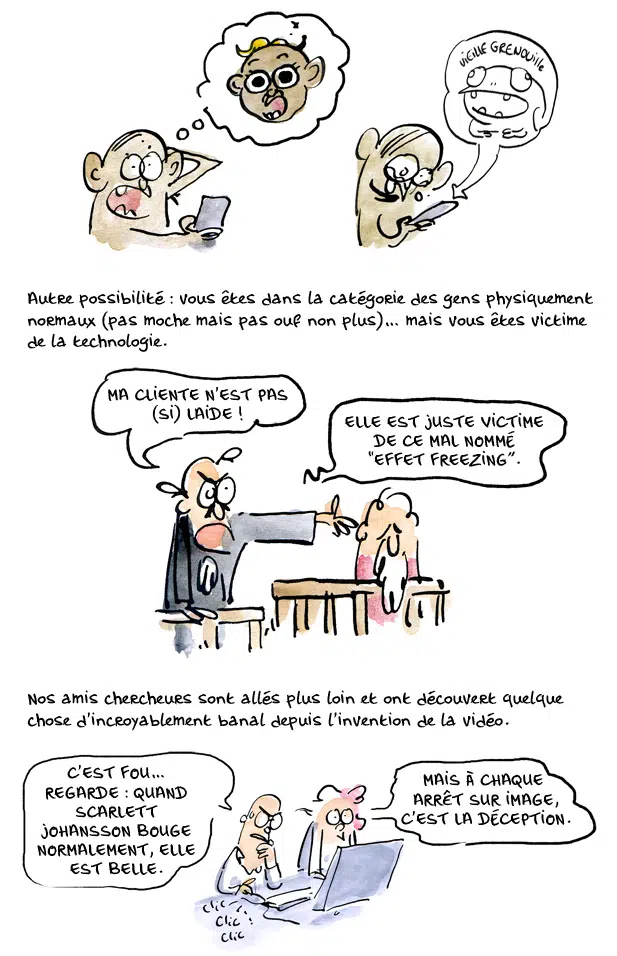 VIEILLE GRENOUILLE
Autre possibilité : vous êtes dans la catégorie des gens physiquement
normaux (pas moche mais pas ouf non plus)... mais vous êtes victime
de la technologie.
MA CLIENTE N'EST PAS
(SI) LAIDE !
ELLE EST JUSTE VICTIME
DE CE MAL NOMMÉ
"EFFET FREEZING".
Nos amis chercheurs sont allés plus loin et ont découvert quelque
chose d'incroyablement banal depuis l'invention de la vidéo.
C'EST FOU...
REGARDE : QUAND
SCARLETT
JOHANSSON BOUGE
NORMALEMENT, ELLE
EST BELLE.
MAIS À CHAQUE
ARRÊT SUR IMAGE,
C'EST LA DÉCEPTION.
clic
clic
clic